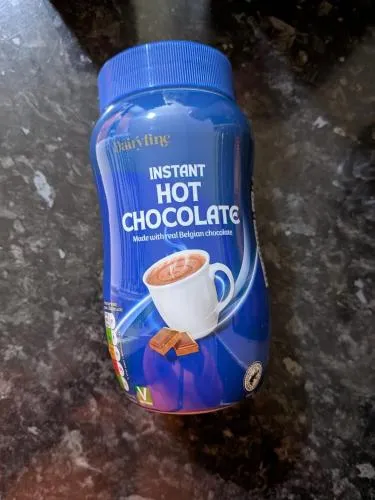 Dairyfine
INSTANT
HOT
CHOCOLATE
Made with real Belgian chocolate
V